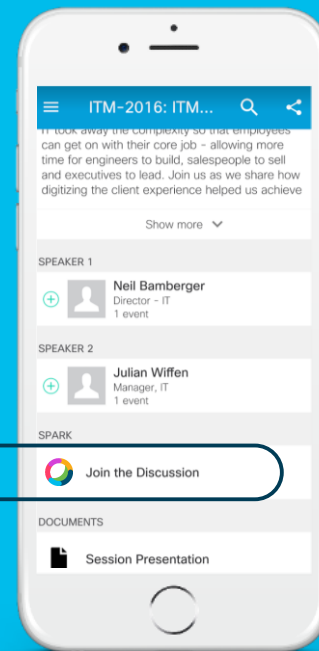 ITM-2016: ITM...
IT took away the complexity so that employees
can get on with their core job – allowing more
time for engineers to build, salespeople to sell
and executives to lead. Join us as we share how
digitizing the client experience helped us achieve
Show more
SPEAKER 1
Neil Bamberger
Director – IT
1 event
SPEAKER 2
Julian Wiffen
Manager, IT
1 event
SPARK
Join the Discussion
DOCUMENTS
Session Presentation